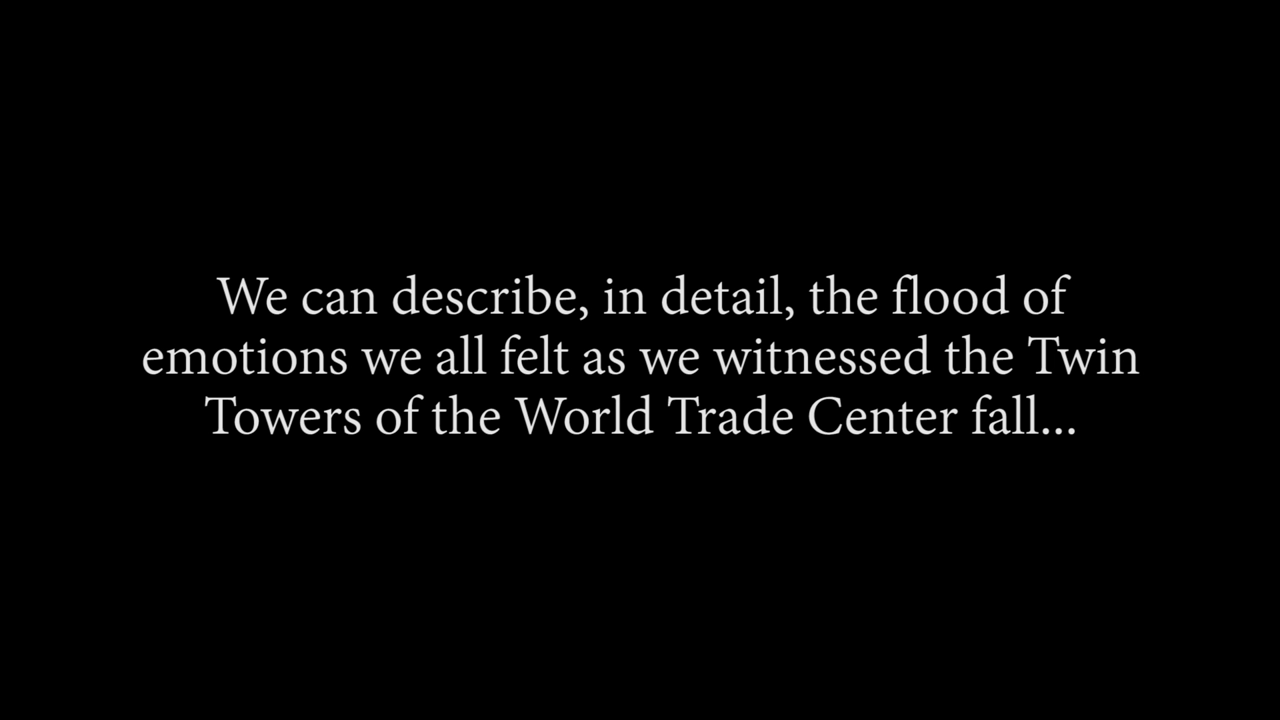 We can describe, in detail, the flood of
emotions we all felt as we witnessed the Twin
Towers of the World Trade Center fall...